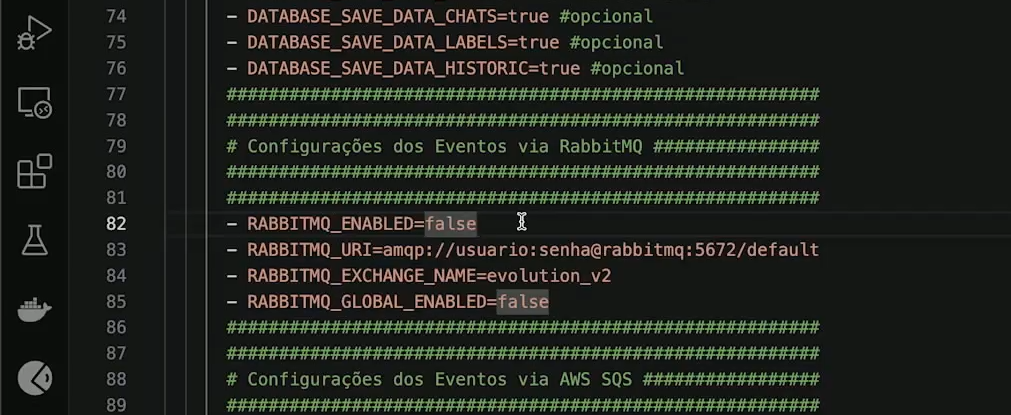 74 - DATABASE_SAVE_DATA_CHATS=true #opcional
75 - DATABASE_SAVE_DATA_LABELS=true #opcional
76 - DATABASE_SAVE_DATA_HISTORIC=true #opcional
77 #########################################################
78 #########################################################
79 # Configurações dos Eventos via RabbitMQ ################
80 #########################################################
81 #########################################################
82 - RABBITMQ_ENABLED=false
83 - RABBITMQ_URI=amqp://usuario:senha@rabbitmq:5672/default
84 - RABBITMQ_EXCHANGE_NAME=evolution_v2
85 - RABBITMQ_GLOBAL_ENABLED=false
86 #########################################################
87 #########################################################
88 # Configurações dos Eventos via AWS SQS #################
89 #########################################################